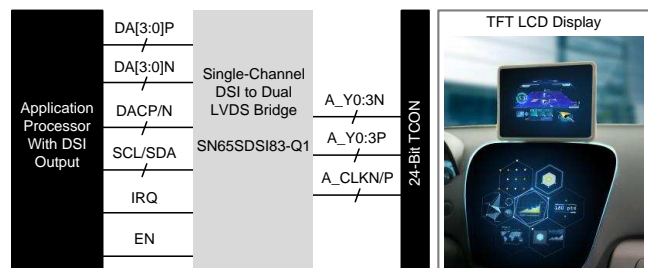 Application
Processor
With DSI
Output
DA[3:0]P
DA[3:0]N
DACP/N
SCL/SDA
IRQ
EN
Single-Channel
DSI to Dual
LVDS Bridge
SN65DSI83-Q1
A_Y0:3N
A_Y0:3P
A_CLKN/P
24-Bit TCON
TFT LCD Display